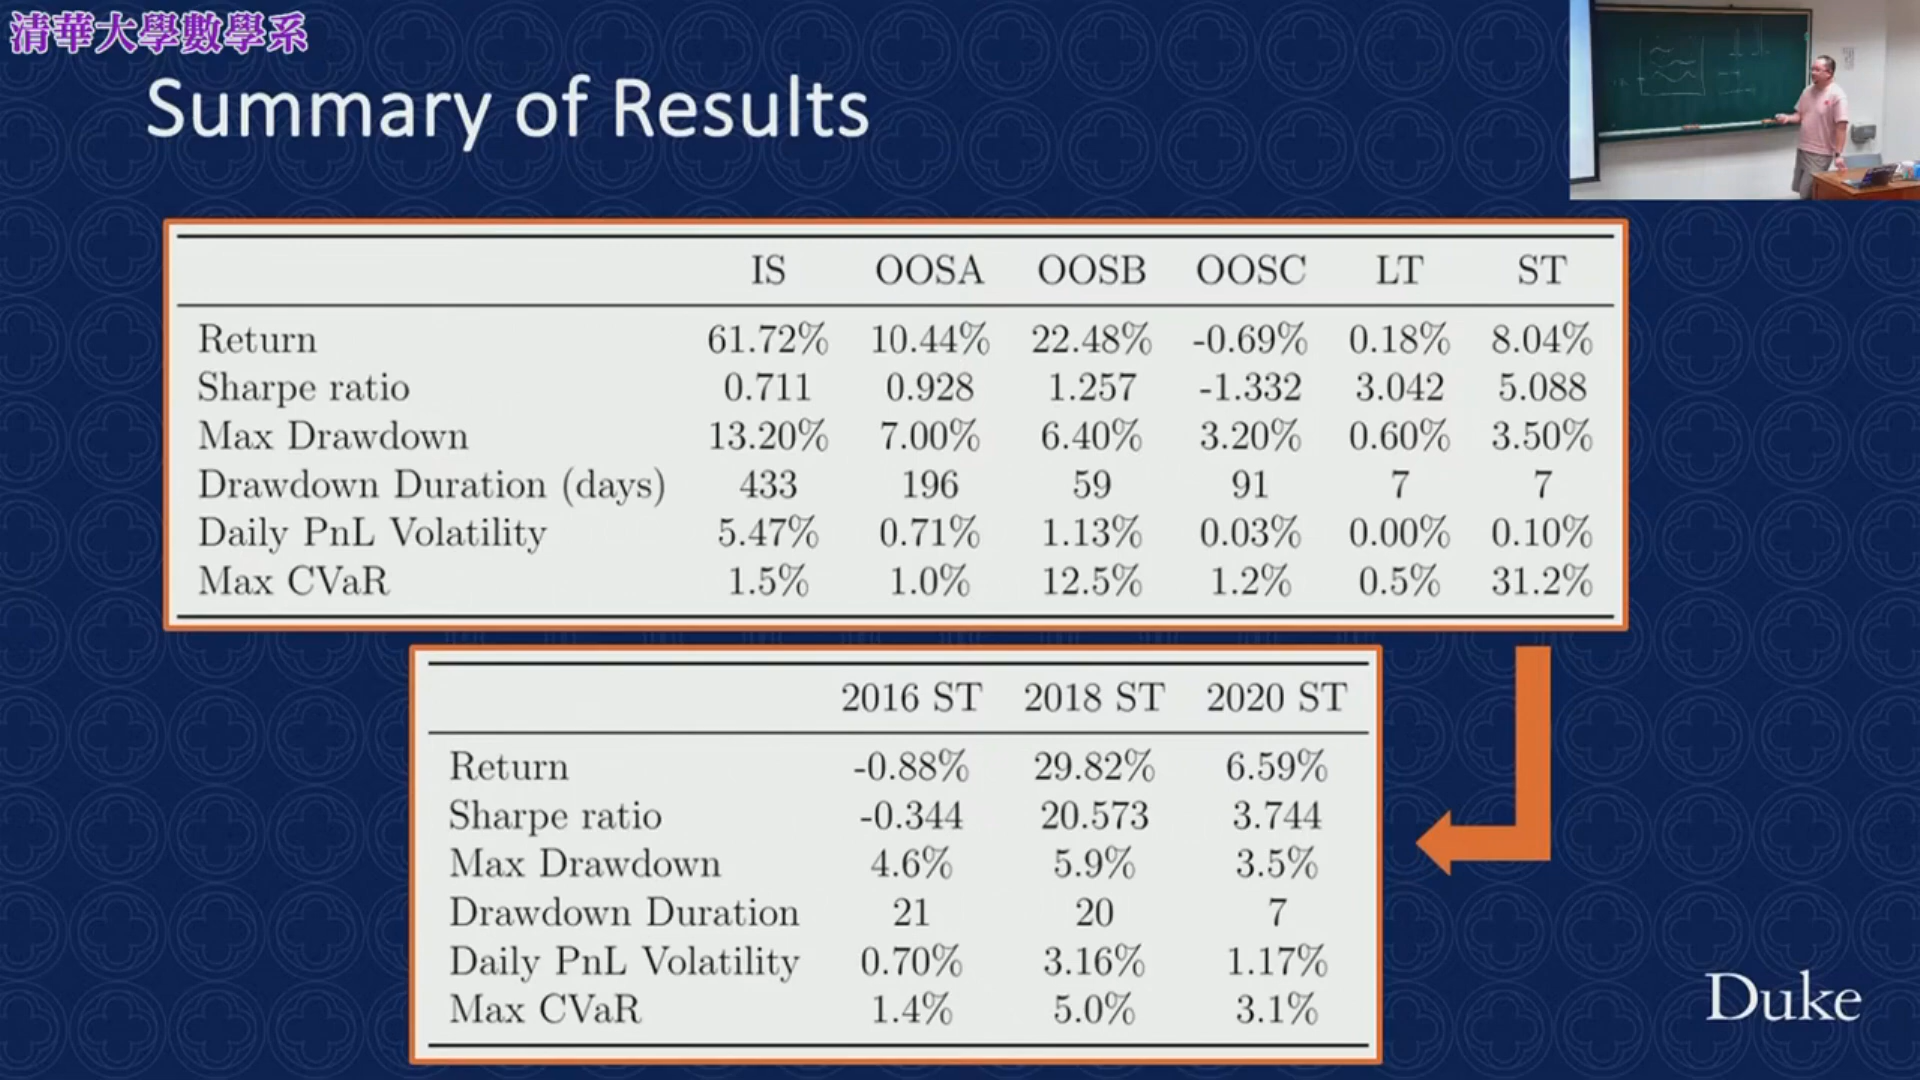 清華大學數學系
Summary of Results
IS OOSA OOSB OOSC LT ST
Return 61.72% 10.44% 22.48% -0.69% 0.18% 8.04%
Sharpe ratio 0.711 0.928 1.257 -1.332 3.042 5.088
Max Drawdown 13.20% 7.00% 6.40% 3.20% 0.60% 3.50%
Drawdown Duration (days) 433 196 59 91 7 7
Daily PnL Volatility 5.47% 0.71% 1.13% 0.03% 0.00% 0.10%
Max CVaR 1.5% 1.0% 12.5% 1.2% 0.5% 31.2%
2016 ST 2018 ST 2020 ST
Return -0.88% 29.82% 6.59%
Sharpe ratio -0.344 20.573 3.744
Max Drawdown 4.6% 5.9% 3.5%
Drawdown Duration 21 20 7
Daily PnL Volatility 0.70% 3.16% 1.17%
Max CVaR 1.4% 5.0% 3.1%
Duke